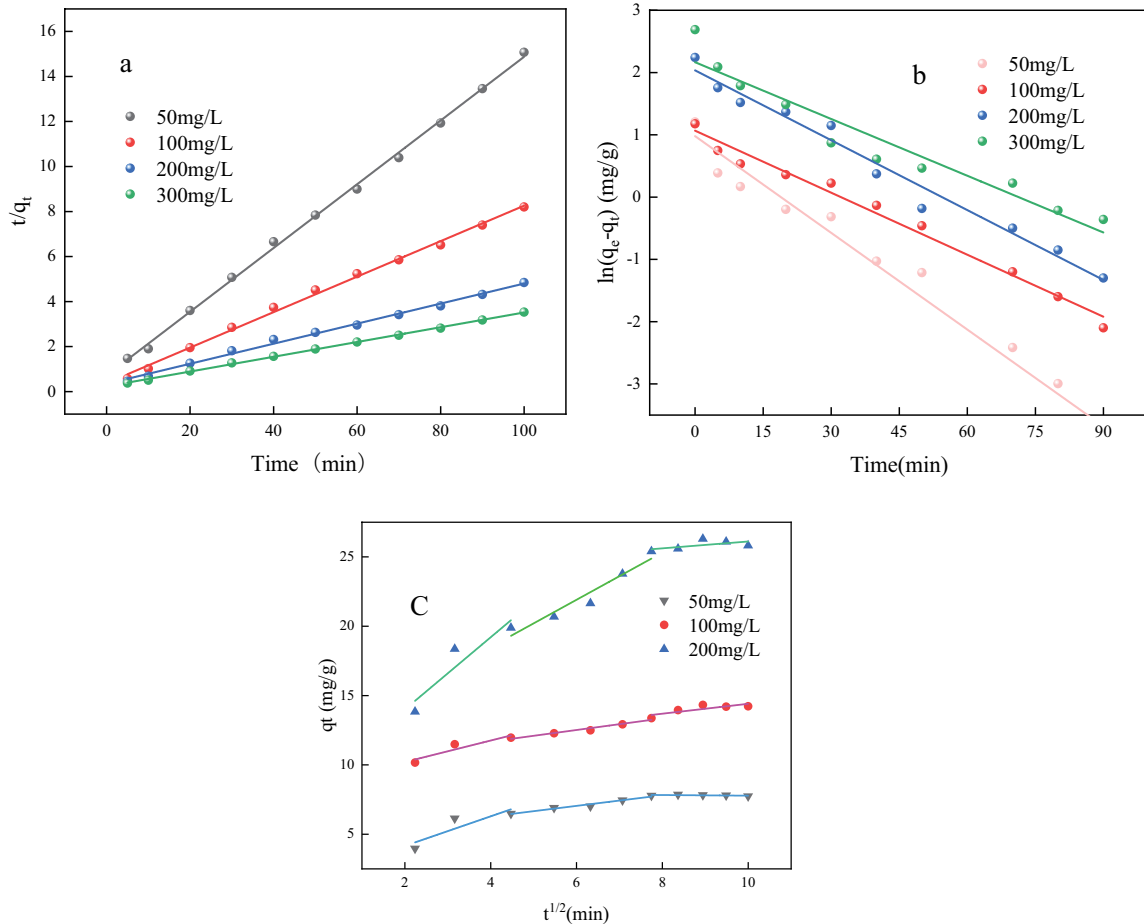 a
50mg/L
100mg/L
200mg/L
300mg/L
t/qt
16
14
12
10
8
6
4
2
0
0
20
40
60
80
100
Time (min)
b
50mg/L
100mg/L
200mg/L
300mg/L
ln(qe-qt) (mg/g)
3
2
1
0
-1
-2
-3
0
15
30
45
60
75
90
Time(min)
C
50mg/L
100mg/L
200mg/L
qt (mg/g)
25
20
15
10
5
2
4
6
8
10
t1/2(min)